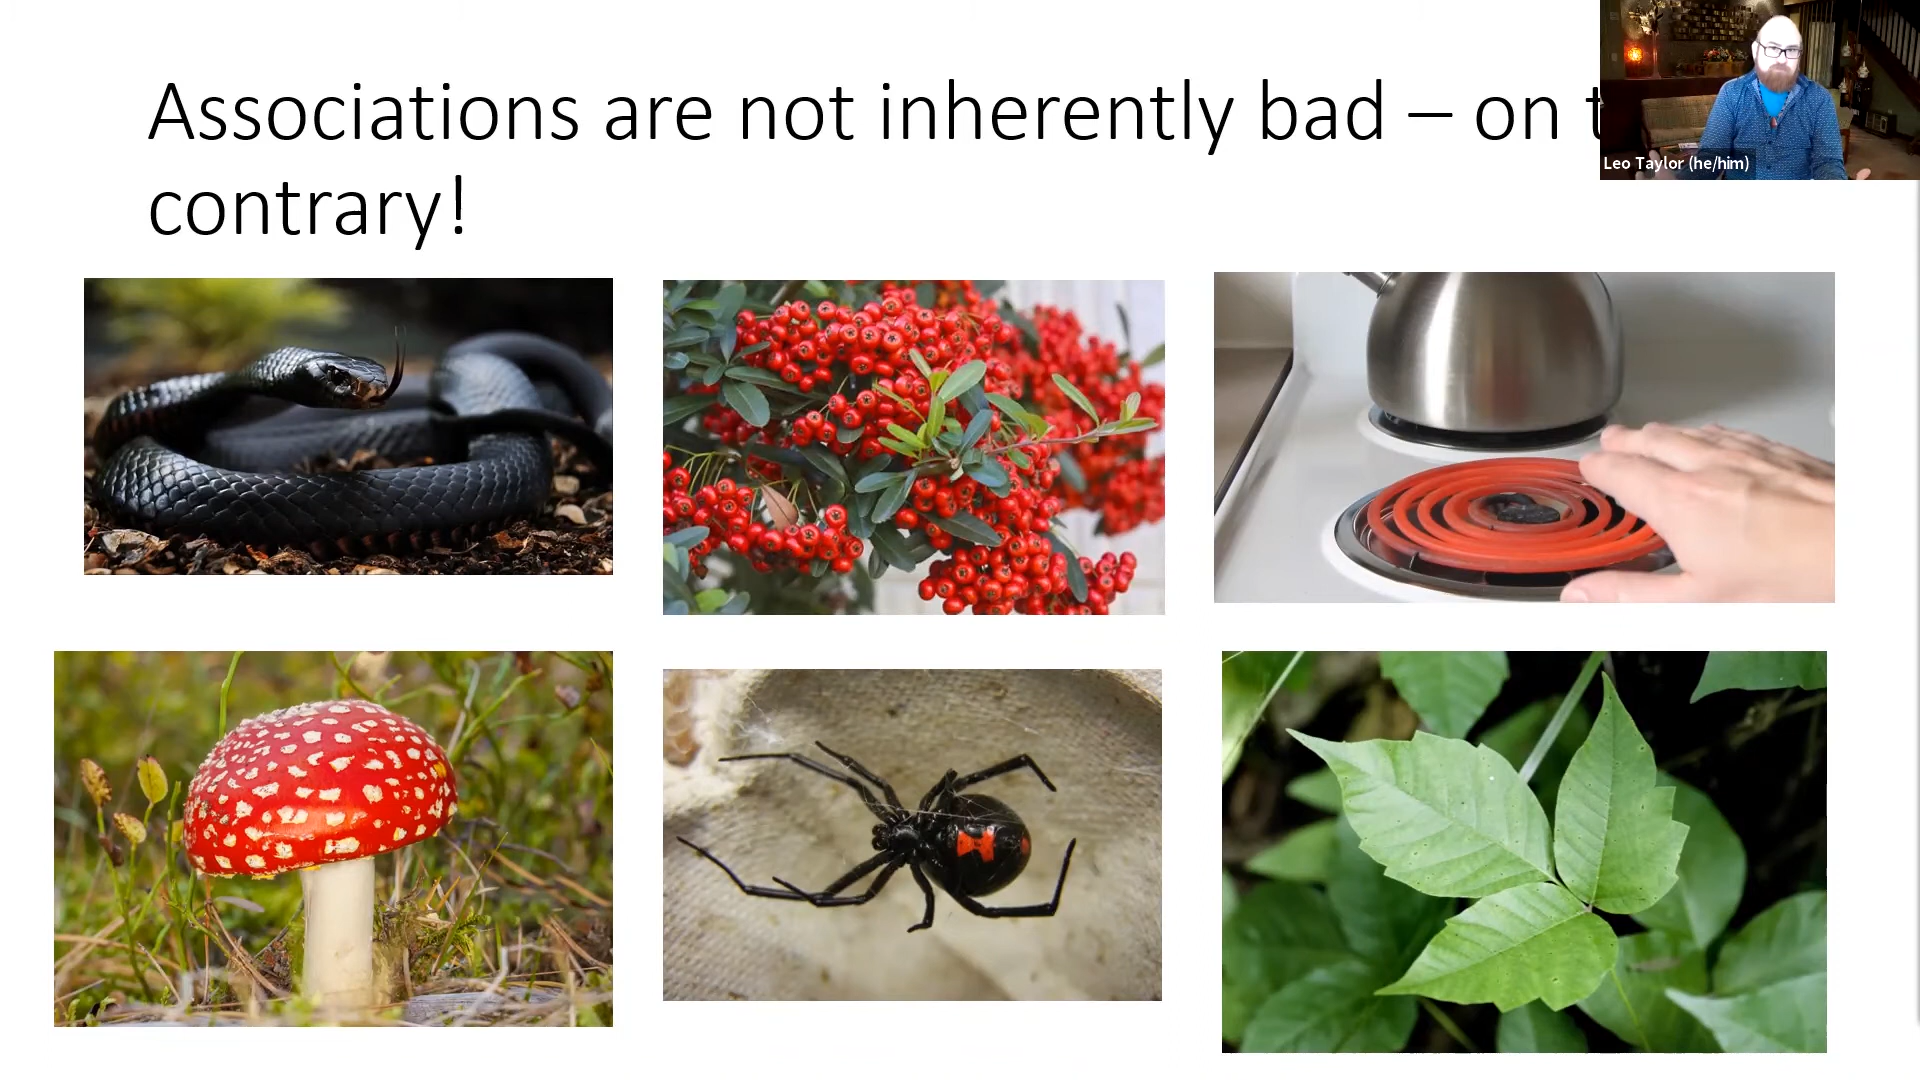 Associations are not inherently bad – on
contrary!
Leo Taylor (he/him)